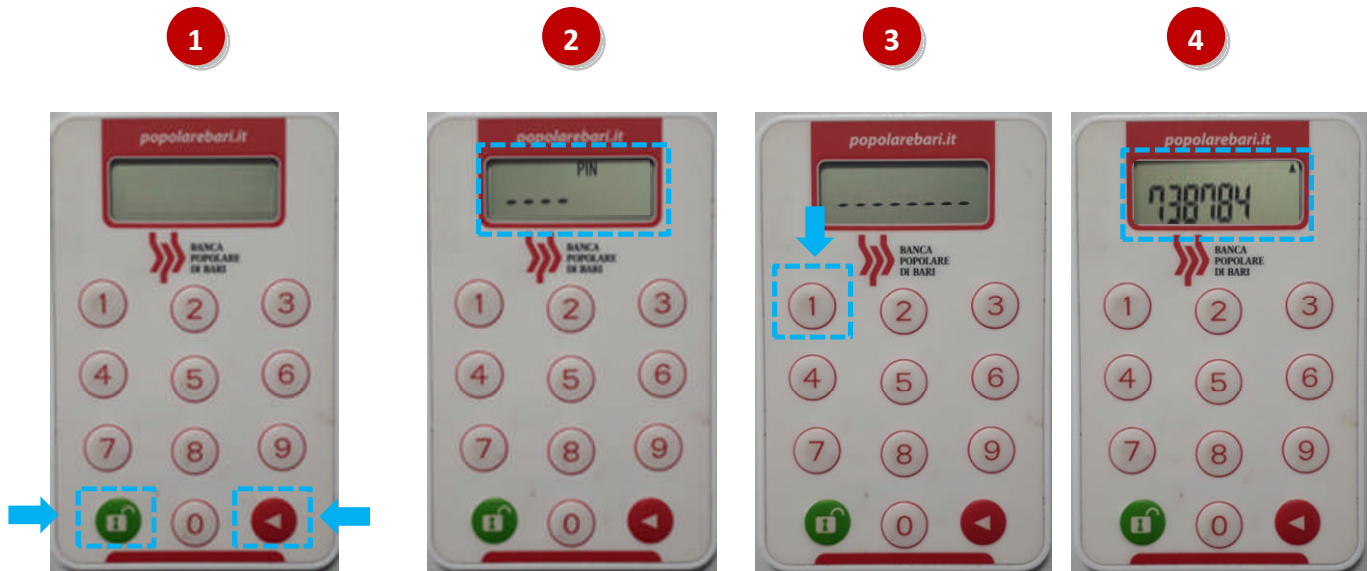 1
2
3
4
popolarebari.it
BANCA
POPOLARE
DI BARI
1 2 3
4 5 6
7 8 9
0
popolarebari.it
PIN
- - - -
BANCA
POPOLARE
DI BARI
1 2 3
4 5 6
7 8 9
0
popolarebari.it
- - - - - - - -
BANCA
POPOLARE
DI BARI
1 2 3
4 5 6
7 8 9
0
popolarebari.it
738784
BANCA
POPOLARE
DI BARI
1 2 3
4 5 6
7 8 9
0